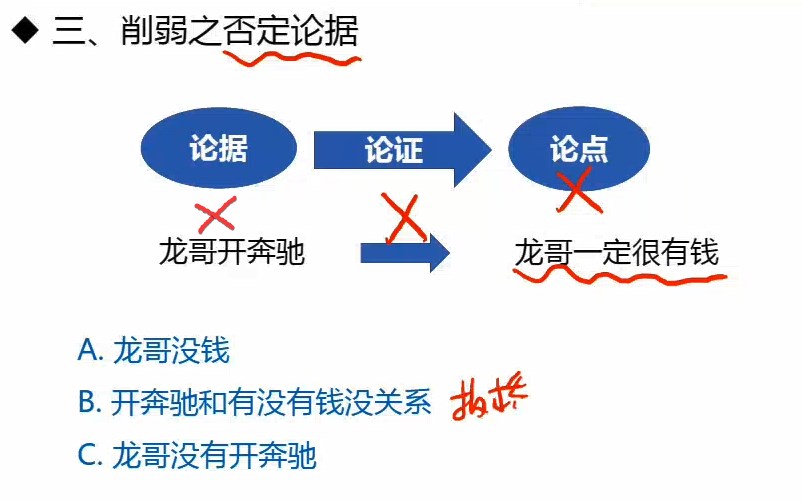 ◆ 三、削弱之否定论据
论据 论证 论点
龙哥开奔驰 龙哥一定很有钱
A. 龙哥没钱
B. 开奔驰和有没有钱没关系 拆桥
C. 龙哥没有开奔驰